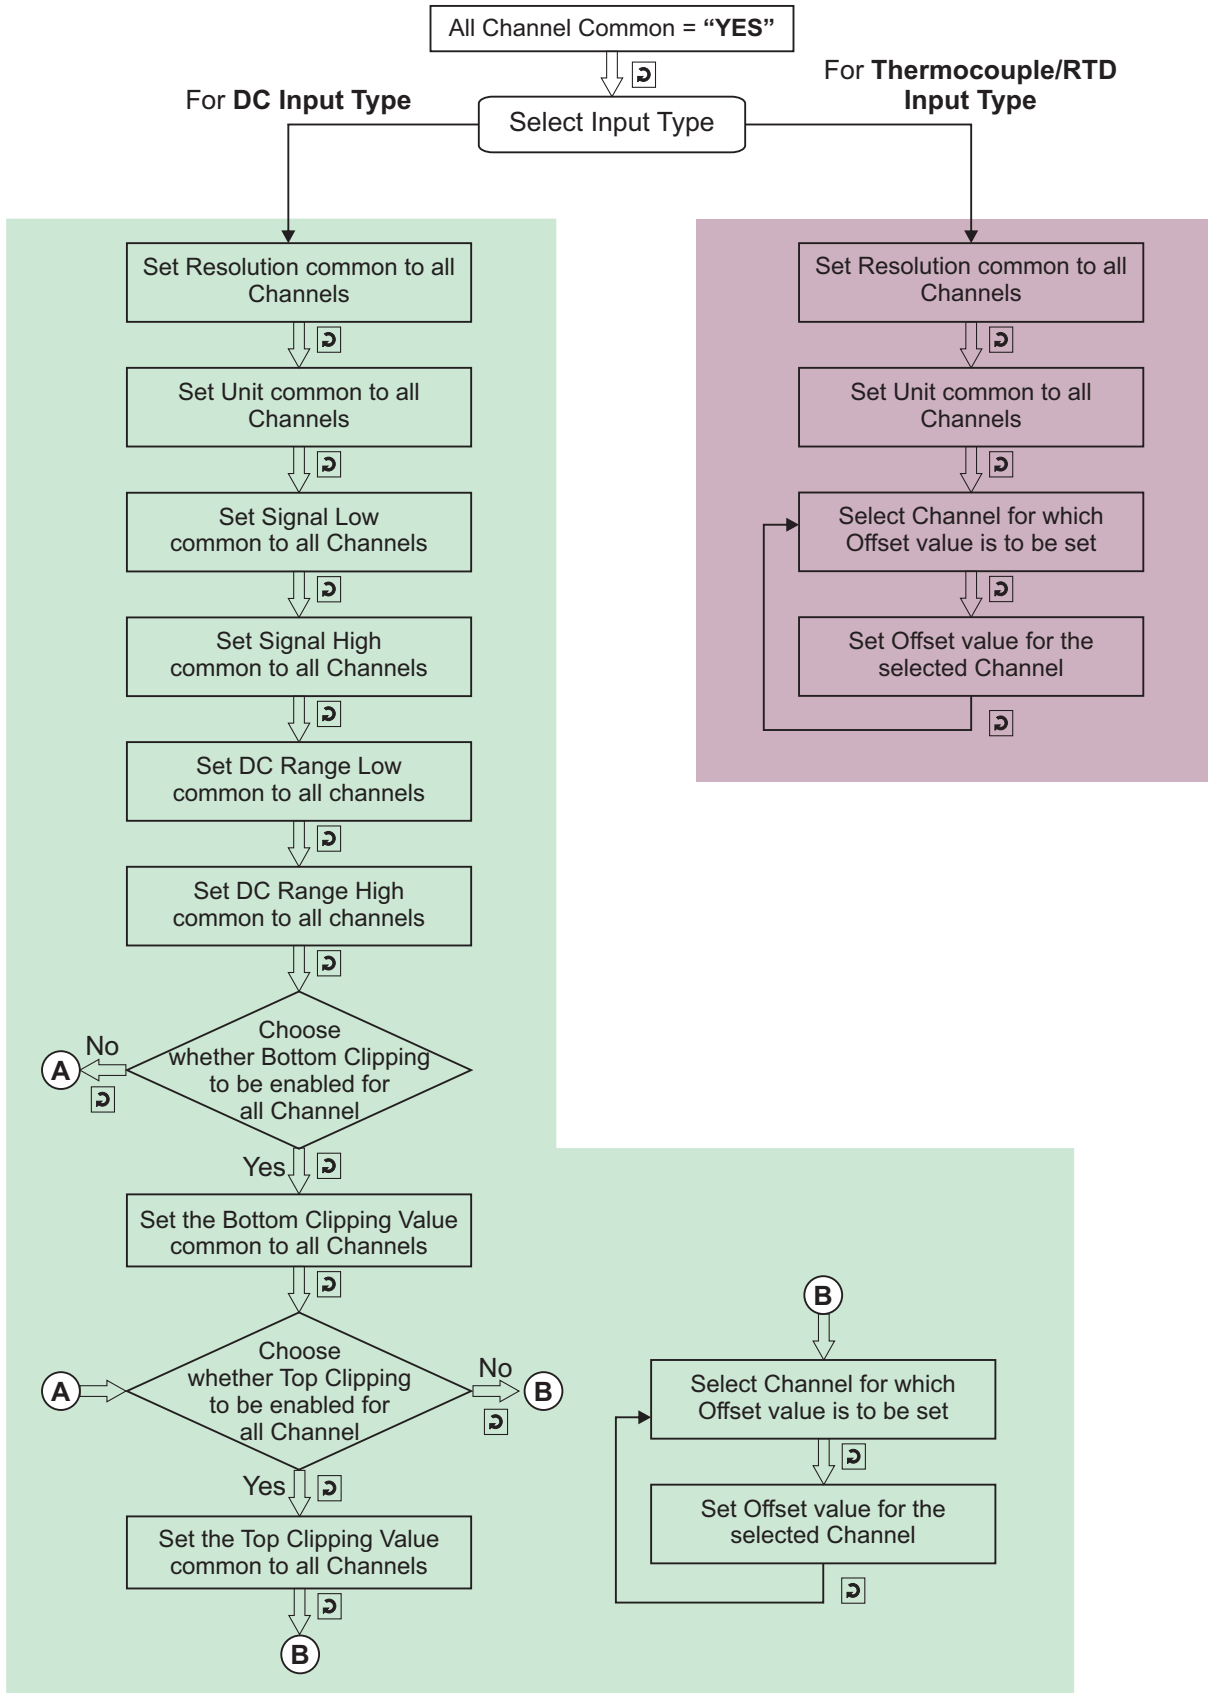 All Channel Common = “YES”
For DC Input Type
For Thermocouple/RTD
Input Type
Select Input Type
Set Resolution common to all
Channels
Set Unit common to all
Channels
Set Signal Low
common to all Channels
Set Signal High
common to all Channels
Set DC Range Low
common to all channels
Set DC Range High
common to all channels
Choose
whether Bottom Clipping
to be enabled for
all Channel
No
A
Yes
Set the Bottom Clipping Value
common to all Channels
A
Choose
whether Top Clipping
to be enabled for
all Channel
No
B
Yes
Set the Top Clipping Value
common to all Channels
B
Set Resolution common to all
Channels
Set Unit common to all
Channels
Select Channel for which
Offset value is to be set
Set Offset value for the
selected Channel
B
Select Channel for which
Offset value is to be set
Set Offset value for the
selected Channel